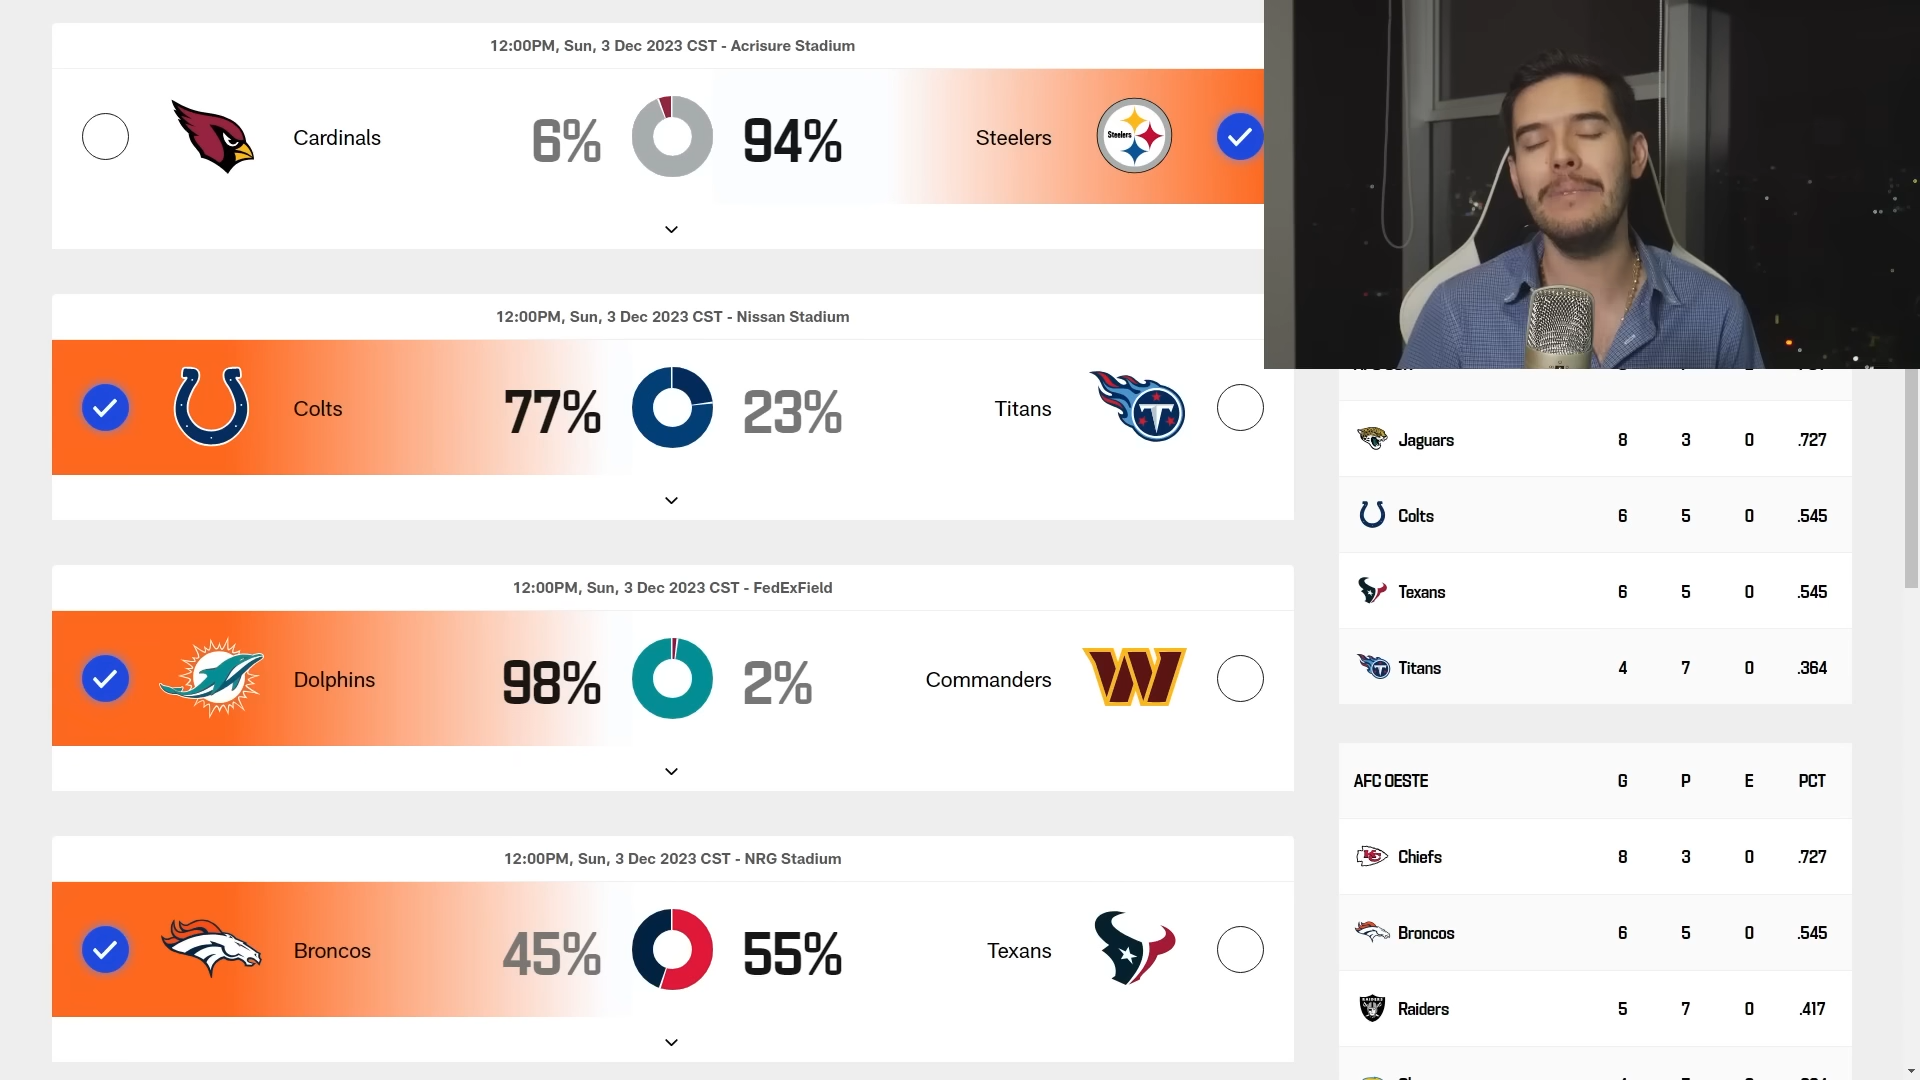 12:00PM, Sun, 3 Dec 2023 CST - Acrisure Stadium
Cardinals 6% 94% Steelers Steelers
12:00PM, Sun, 3 Dec 2023 CST - Nissan Stadium
Colts 77% 23% Titans
12:00PM, Sun, 3 Dec 2023 CST - FedExField
Dolphins 98% 2% Commanders
12:00PM, Sun, 3 Dec 2023 CST - NRG Stadium
Broncos 45% 55% Texans
Jaguars 8 3 0 .727
Colts 6 5 0 .545
Texans 6 5 0 .545
Titans 4 7 0 .364
AFC OESTE G P E PCT
Chiefs 8 3 0 .727
Broncos 6 5 0 .545
Raiders 5 7 0 .417